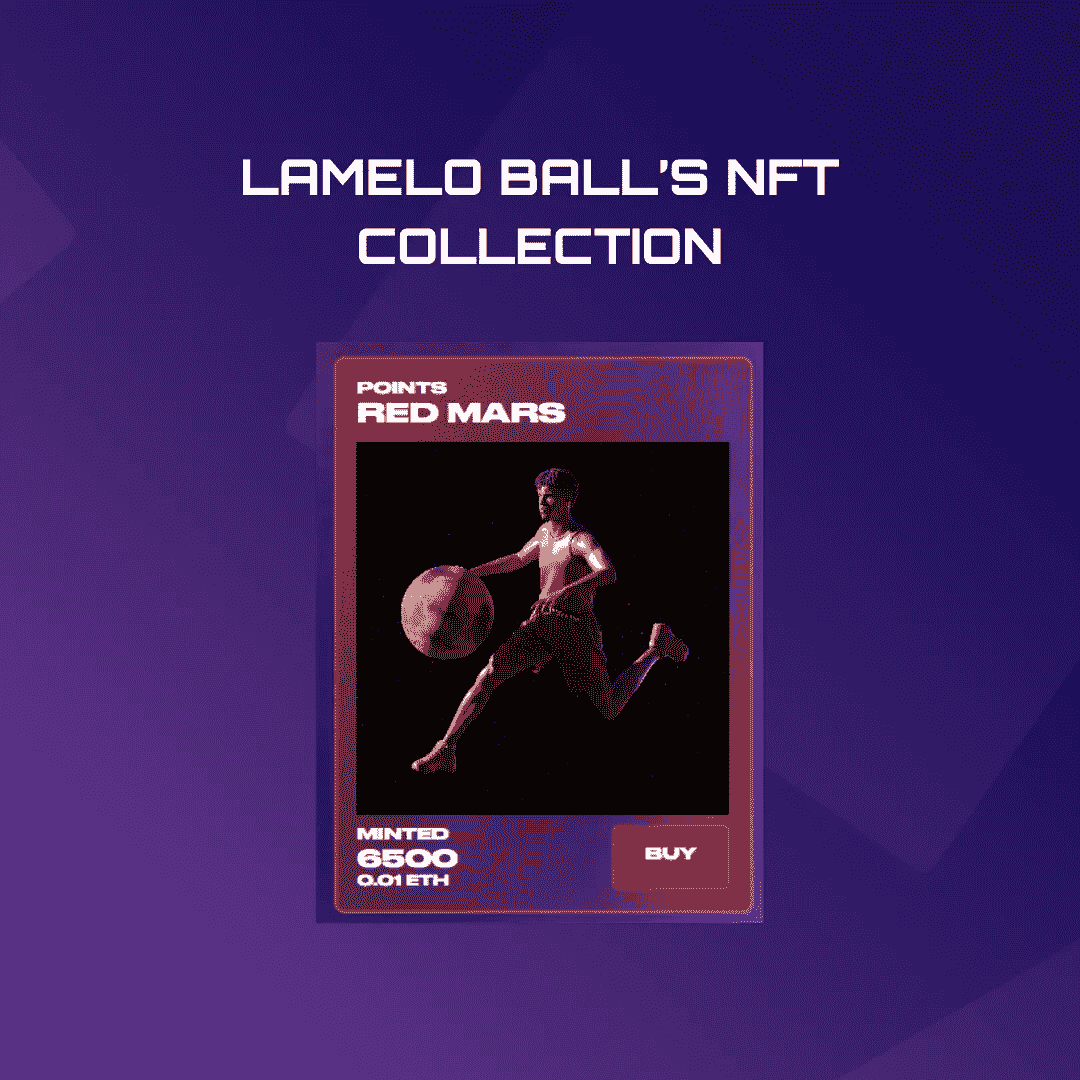 LAMELO BALL'S NFT
COLLECTION
POINTS
RED MARS
MINTED
6500
0.01 ETH
BUY